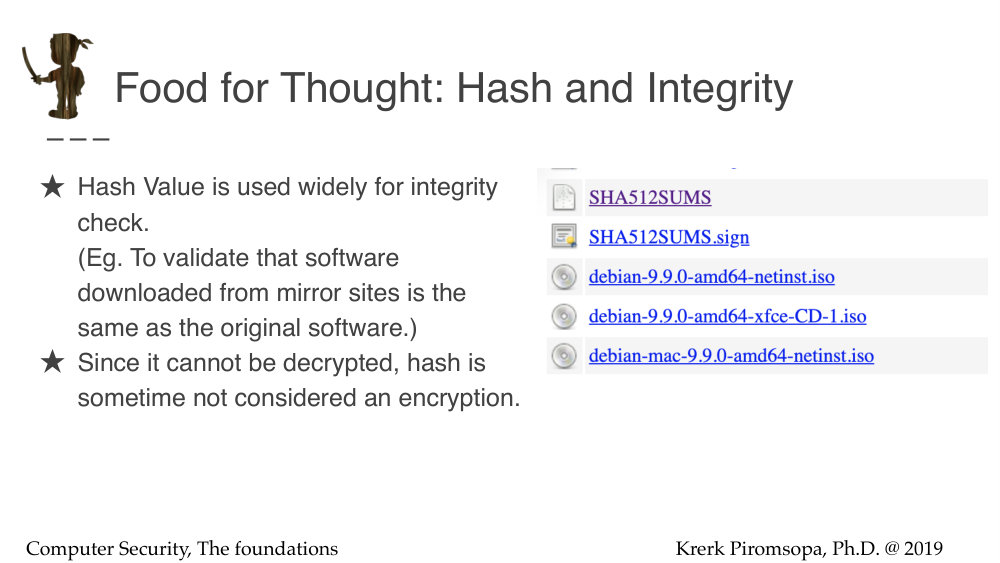 Food for Thought: Hash and Integrity
★ Hash Value is used widely for integrity
check.
(Eg. To validate that software
downloaded from mirror sites is the
same as the original software.)
★ Since it cannot be decrypted, hash is
sometime not considered an encryption.
SHA512SUMS
SHA512SUMS.sign
debian-9.9.0-amd64-netinst.iso
debian-9.9.0-amd64-xfce-CD-1.iso
debian-mac-9.9.0-amd64-netinst.iso
Computer Security, The foundations
Krerk Piromsopa, Ph.D. @ 2019